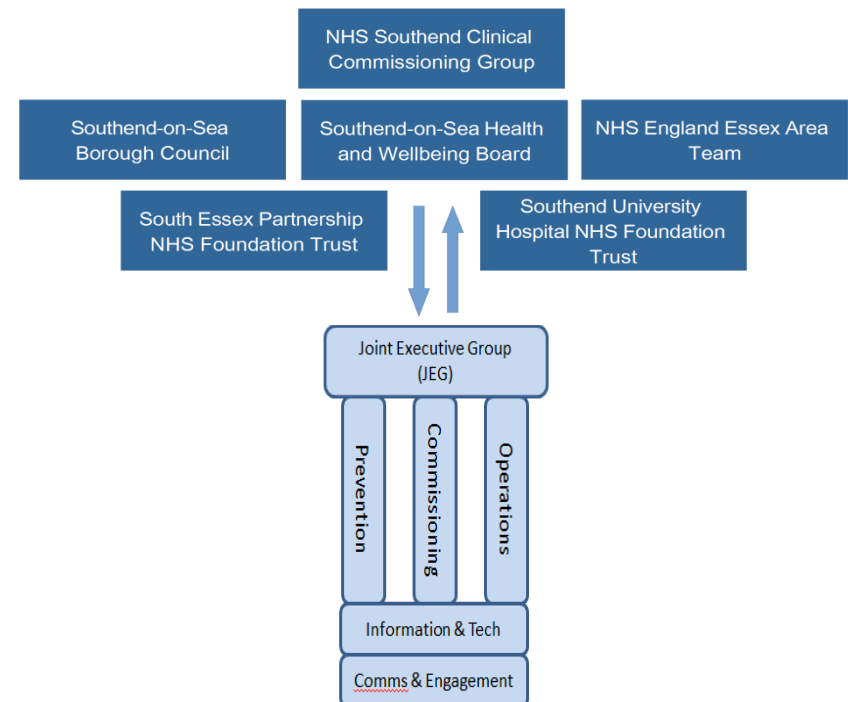 NHS Southend Clinical
Commissioning Group
Southend-on-Sea
Borough Council
Southend-on-Sea Health
and Wellbeing Board
NHS England Essex Area
Team
South Essex Partnership
NHS Foundation Trust
Southend University
Hospital NHS Foundation
Trust
Joint Executive Group
(JEG)
Prevention
Commissioning
Operations
Information & Tech
Comms & Engagement